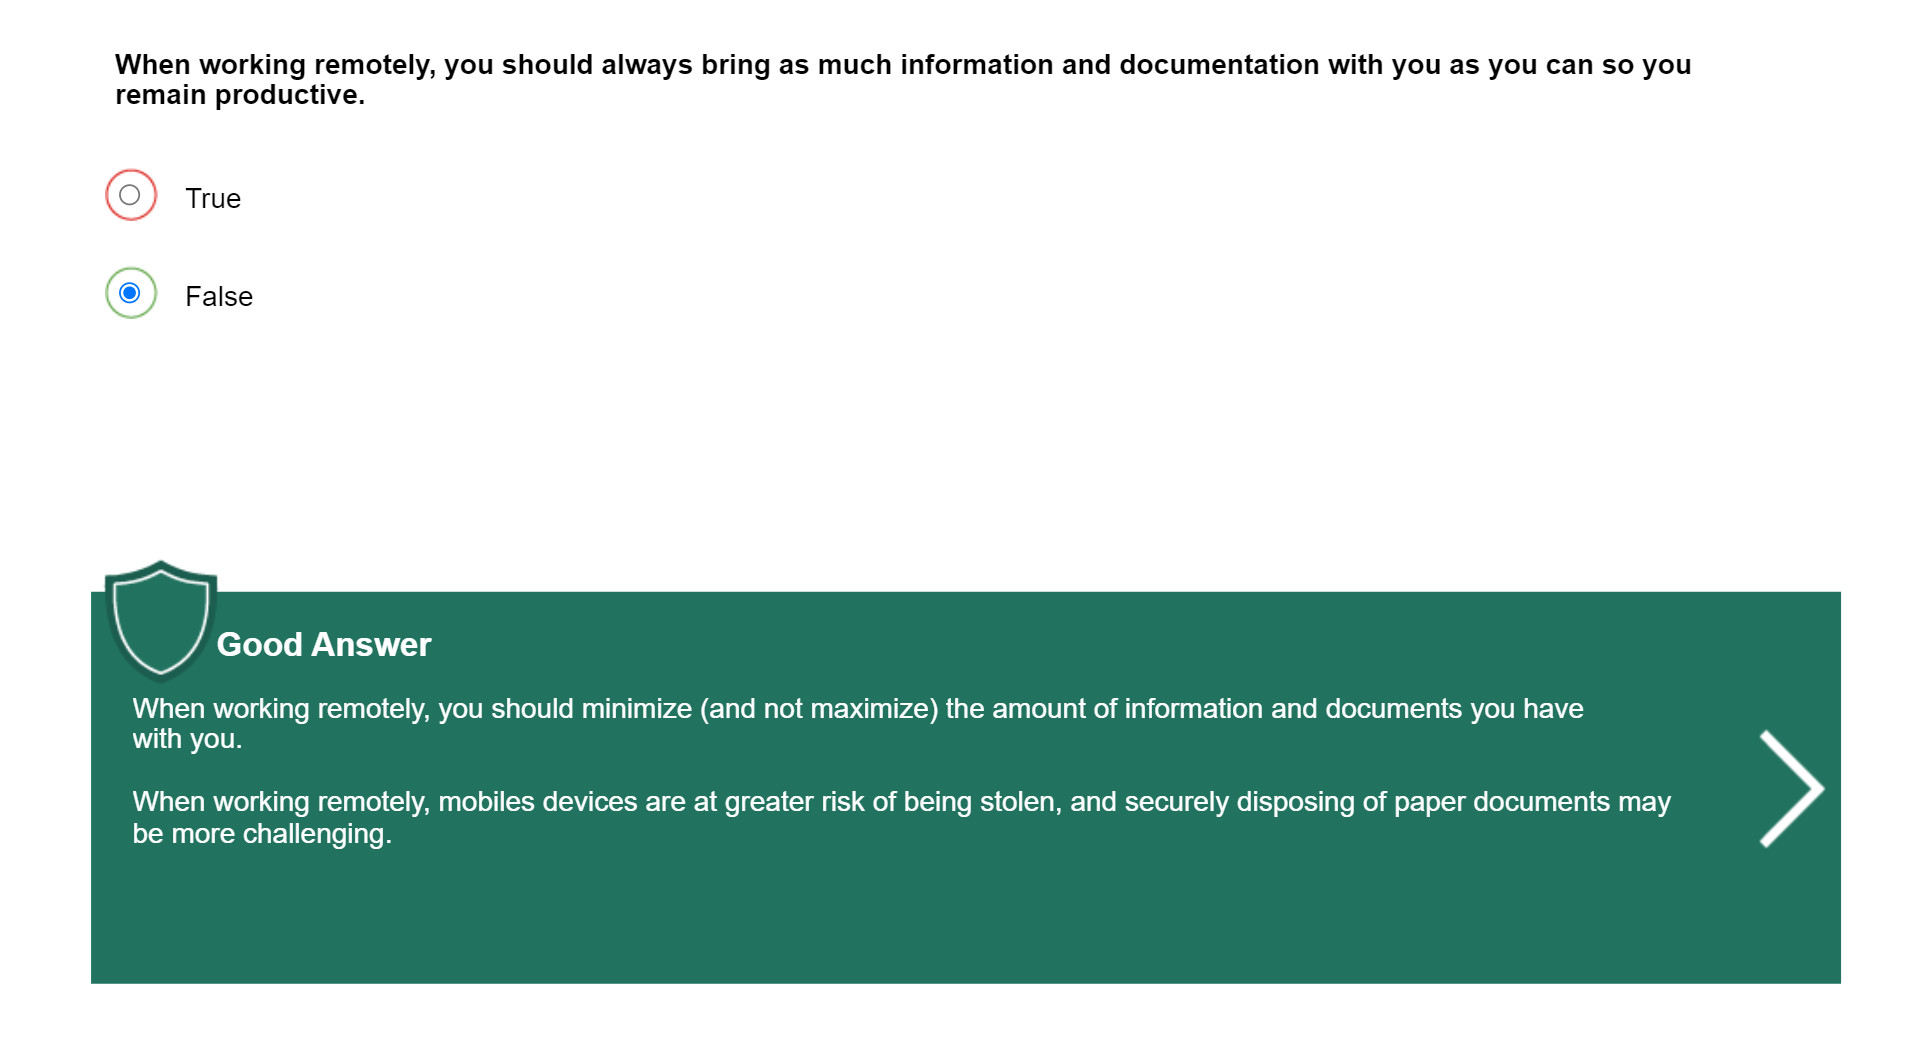 When working remotely, you should always bring as much information and documentation with you as you can so you
remain productive.
True
False
Good Answer
When working remotely, you should minimize (and not maximize) the amount of information and documents you have
with you.
When working remotely, mobiles devices are at greater risk of being stolen, and securely disposing of paper documents may
be more challenging.